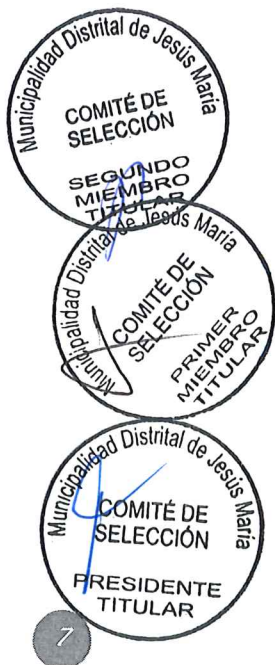 Municipalidad Distrital de Jesús María
COMITÉ DE
SELECCIÓN
SEGUNDO
MIEMBRO
TITULAR
Municipalidad Distrital de Jesús María
COMITÉ DE
SELECCIÓN
PRIMER
MIEMBRO
TITULAR
Municipalidad Distrital de Jesús María
COMITÉ DE
SELECCIÓN
PRESIDENTE
TITULAR
7